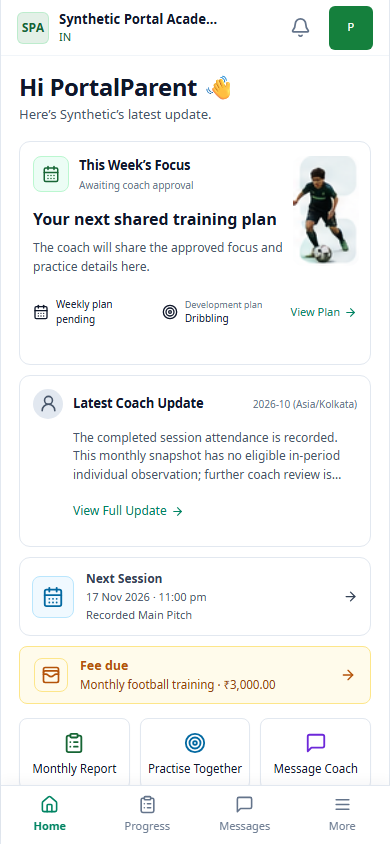 SPA
Synthetic Portal Acade...
IN
P
Hi PortalParent 👋
Here's Synthetic's latest update.
This Week's Focus
Awaiting coach approval
Your next shared training plan
The coach will share the approved focus and
practice details here.
Weekly plan
pending
Development plan
Dribbling
View Plan →
Latest Coach Update
2026-10 (Asia/Kolkata)
The completed session attendance is recorded.
This monthly snapshot has no eligible in-period
individual observation; further coach review is...
View Full Update →
Next Session
17 Nov 2026 · 11:00 pm
Recorded Main Pitch
Fee due
Monthly football training · ₹3,000.00
Monthly Report
Practise Together
Message Coach
Home
Progress
Messages
More